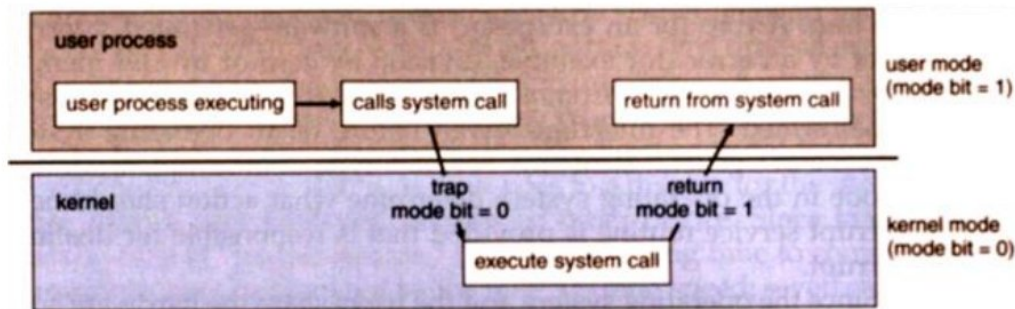 user process
user process executing
calls system call
return from system call
user mode
(mode bit = 1)
trap
mode bit = 0
return
mode bit = 1
kernel
execute system call
kernel mode
(mode bit = 0)